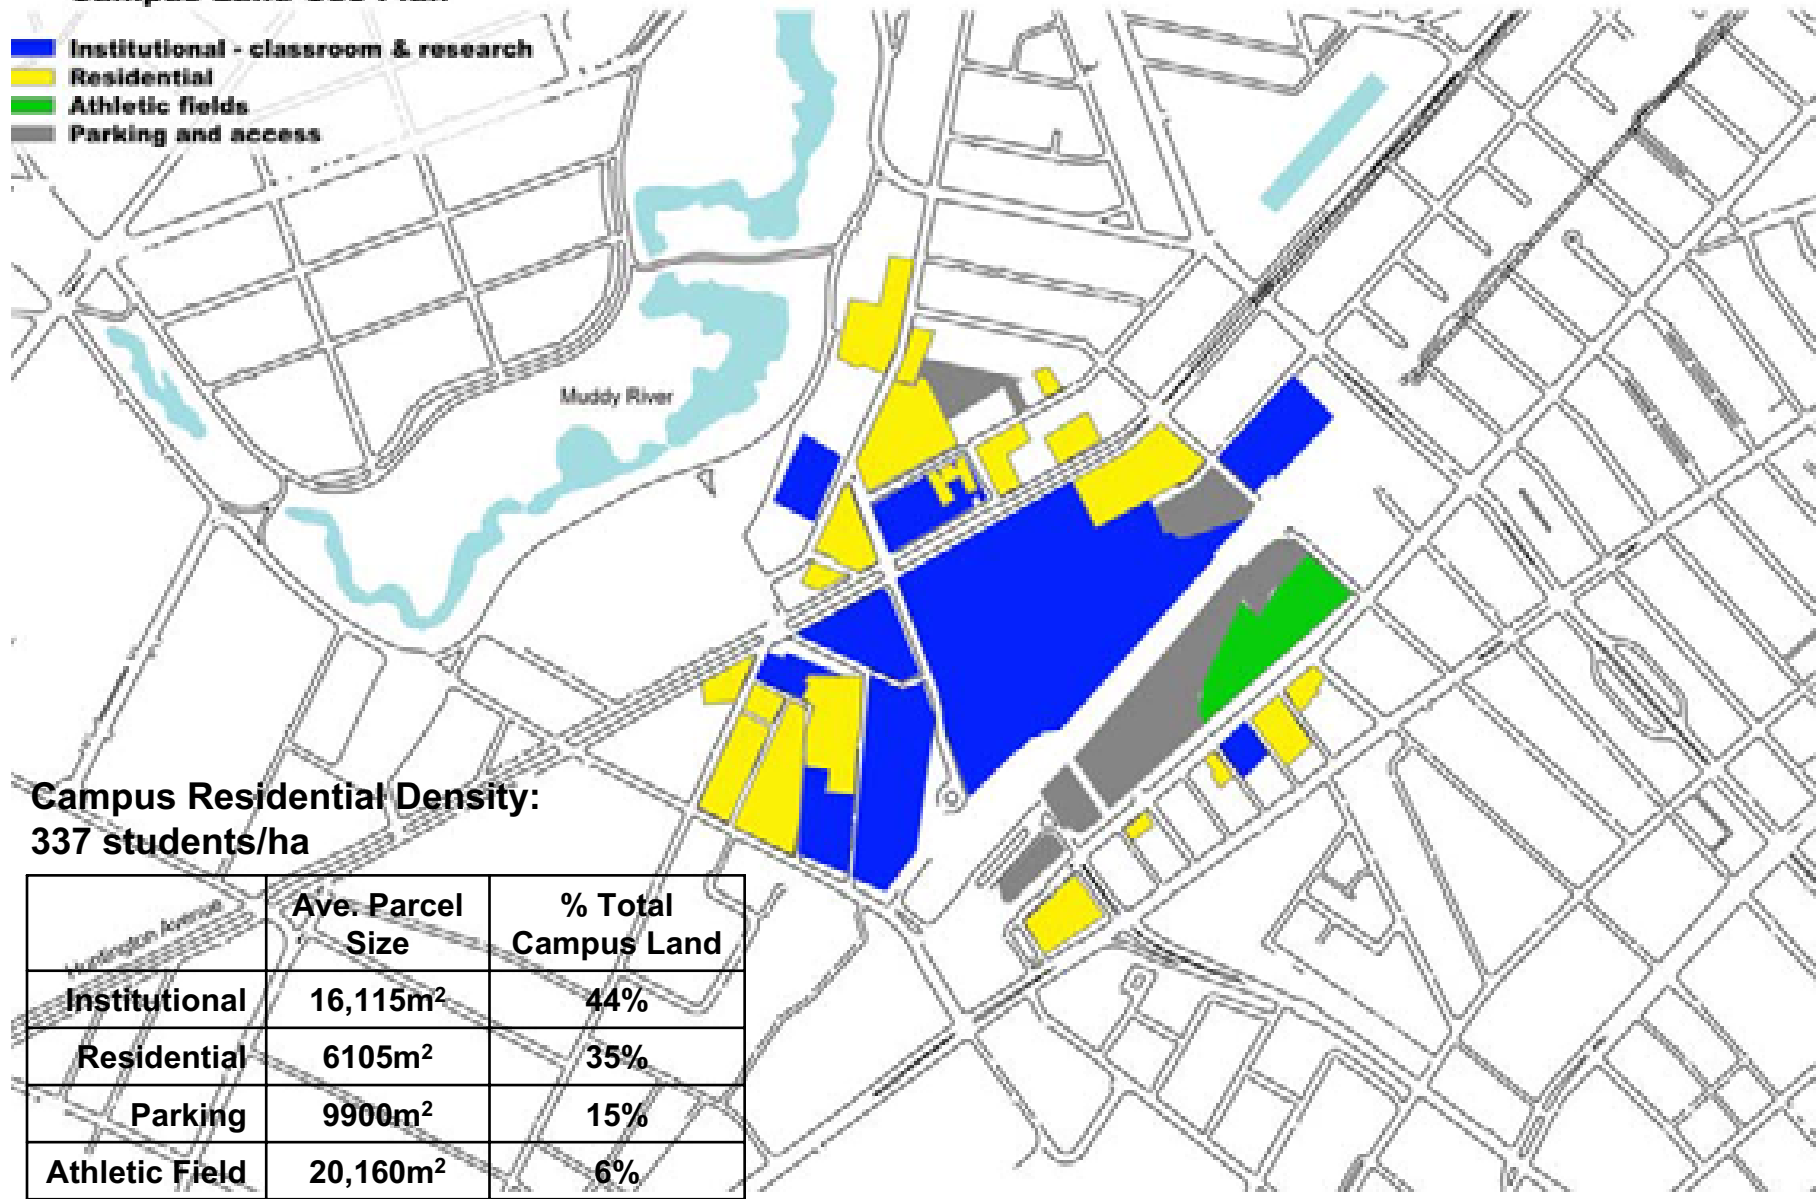 Institutional - classroom & research
Residential
Athletic fields
Parking and access
Muddy River
Campus Residential Density:
337 students/ha
Huntington Avenue
Ave. Parcel Size % Total Campus Land
Institutional 16,115m² 44%
Residential 6105m² 35%
Parking 9900m² 15%
Athletic Field 20,160m² 6%